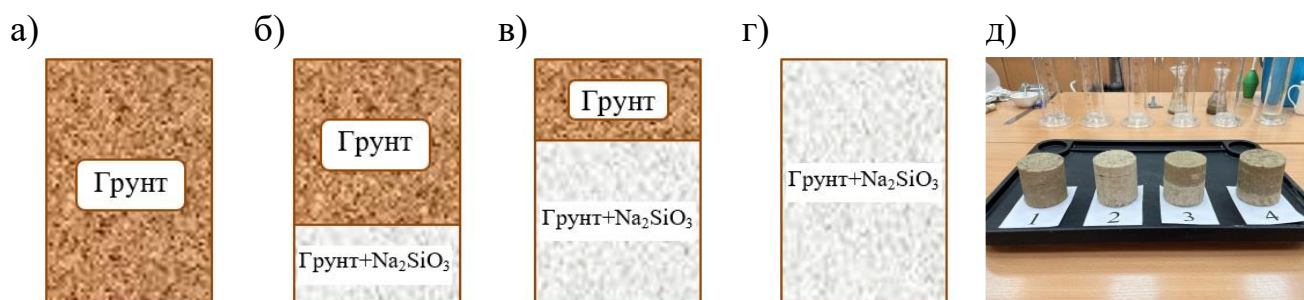 а)
б)
в)
г)
д)
Грунт
Грунт
Грунт+Na₂SiO₃
Грунт
Грунт+Na₂SiO₃
Грунт+Na₂SiO₃
1
2
3
4